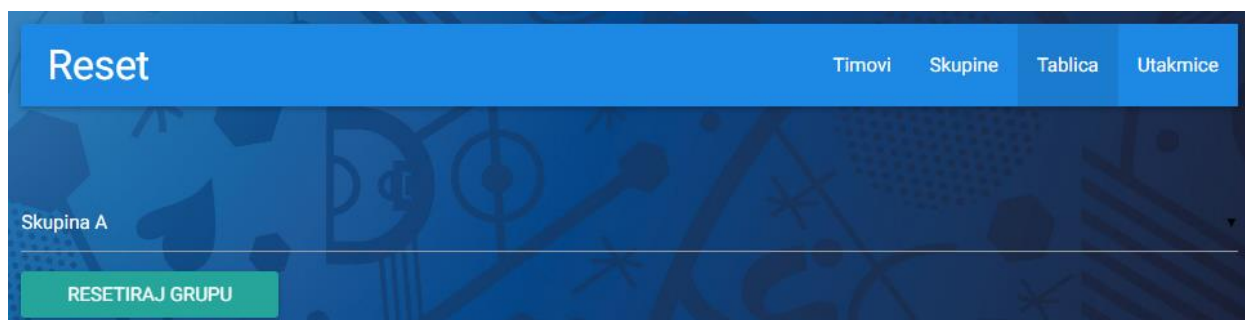 Reset Timovi Skupine Tablica Utakmice
Skupina A
RESETIRAJ GRUPU